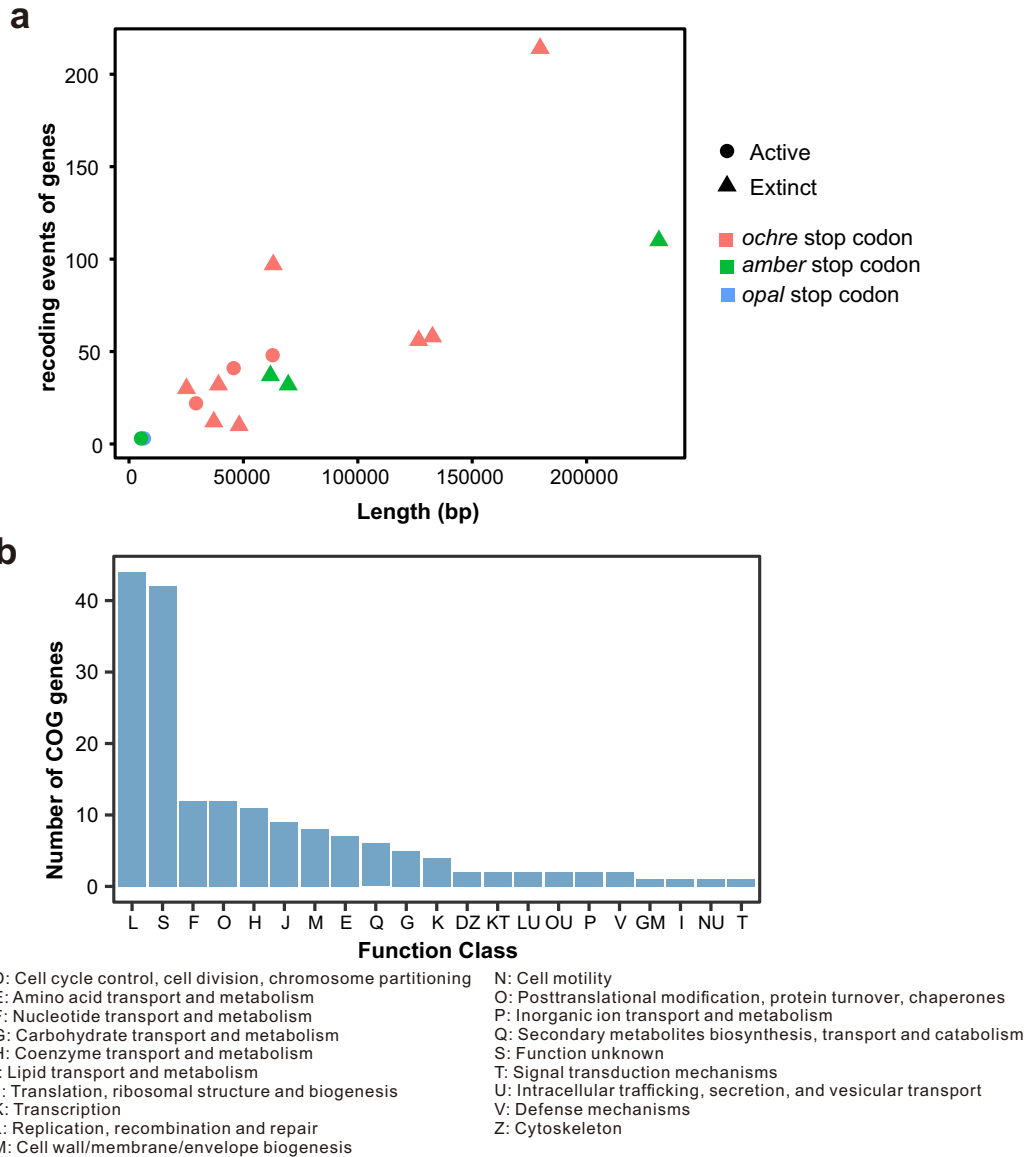 a
recoding events of genes
200
150
100
50
0
0
50000
100000
150000
200000
Length (bp)
Active
Extinct
ochre stop codon
amber stop codon
opal stop codon
b
Number of COG genes
40
30
20
10
0
L S F O H J M E Q G K DZ KT LU OU P V GM I NU T
Function Class
: Cell cycle control, cell division, chromosome partitioning
: Amino acid transport and metabolism
: Nucleotide transport and metabolism
: Carbohydrate transport and metabolism
: Coenzyme transport and metabolism
: Lipid transport and metabolism
: Translation, ribosomal structure and biogenesis
: Transcription
: Replication, recombination and repair
: Cell wall/membrane/envelope biogenesis
N: Cell motility
O: Posttranslational modification, protein turnover, chaperones
P: Inorganic ion transport and metabolism
Q: Secondary metabolites biosynthesis, transport and catabolism
S: Function unknown
T: Signal transduction mechanisms
U: Intracellular trafficking, secretion, and vesicular transport
V: Defense mechanisms
Z: Cytoskeleton